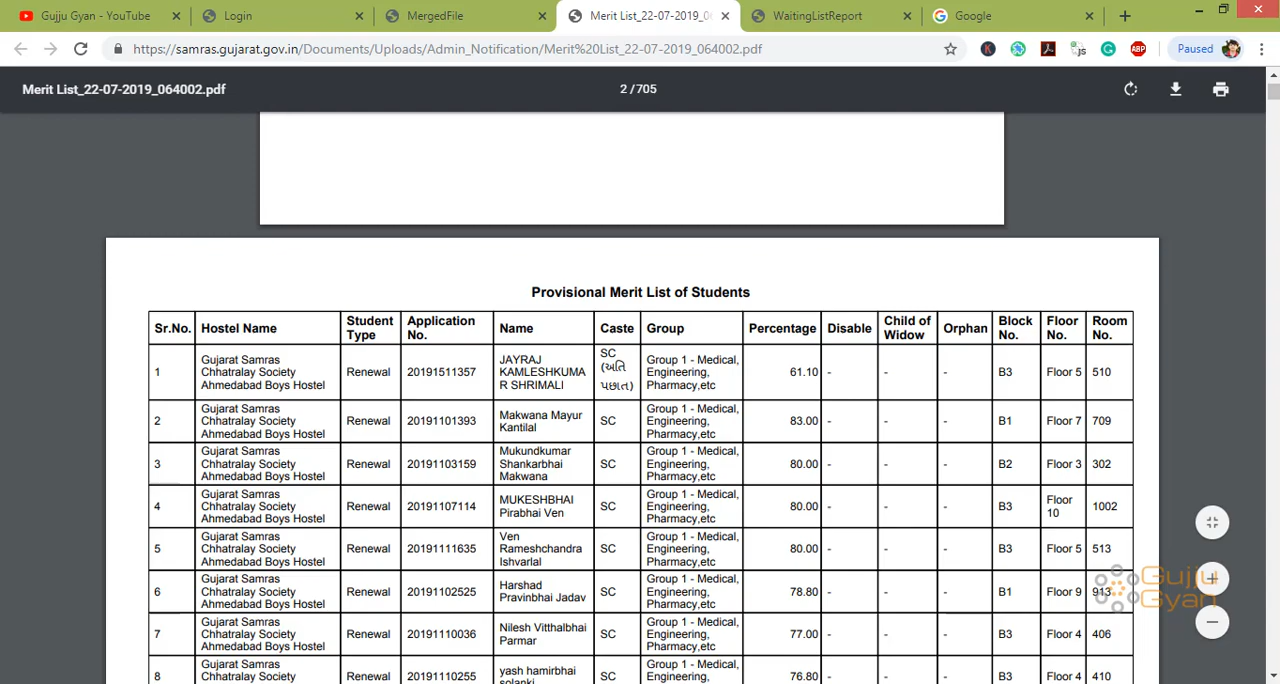 Gujju Gyan - YouTube
Login
MergedFile
Merit List_22-07-2019_0
WaitingListReport
Google
https://samras.gujarat.gov.in/Documents/Uploads/Admin_Notification/Merit%20List_22-07-2019_064002.pdf
K JS G ABP Paused
Merit List_22-07-2019_064002.pdf
2 / 705
Provisional Merit List of Students
Sr.No. Hostel Name Student Type Application No. Name Caste Group Percentage Disable Child of Widow Orphan Block No. Floor No. Room No.
1 Gujarat Samras Chhatralay Society Ahmedabad Boys Hostel Renewal 20191511357 JAYRAJ KAMLESHKUMA R SHRIMALI SC (અતિ પછાત) Group 1 - Medical, Engineering, Pharmacy,etc 61.10 - - - B3 Floor 5 510
2 Gujarat Samras Chhatralay Society Ahmedabad Boys Hostel Renewal 20191101393 Makwana Mayur Kantilal SC Group 1 - Medical, Engineering, Pharmacy,etc 83.00 - - - B1 Floor 7 709
3 Gujarat Samras Chhatralay Society Ahmedabad Boys Hostel Renewal 20191103159 Mukundkumar Shankarbhai Makwana SC Group 1 - Medical, Engineering, Pharmacy,etc 80.00 - - - B2 Floor 3 302
4 Gujarat Samras Chhatralay Society Ahmedabad Boys Hostel Renewal 20191107114 MUKESHBHAI Pirabhai Ven SC Group 1 - Medical, Engineering, Pharmacy,etc 80.00 - - - B3 Floor 10 1002
5 Gujarat Samras Chhatralay Society Ahmedabad Boys Hostel Renewal 20191111635 Ven Rameshchandra Ishvarlal SC Group 1 - Medical, Engineering, Pharmacy,etc 80.00 - - - B3 Floor 5 513
6 Gujarat Samras Chhatralay Society Ahmedabad Boys Hostel Renewal 20191102525 Harshad Pravinbhai Jadav SC Group 1 - Medical, Engineering, Pharmacy,etc 78.80 - - - B1 Floor 9 913
7 Gujarat Samras Chhatralay Society Ahmedabad Boys Hostel Renewal 20191110036 Nilesh Vitthalbhai Parmar SC Group 1 - Medical, Engineering, Pharmacy,etc 77.00 - - - B3 Floor 4 406
8 Gujarat Samras Chhatralay Society Renewal 20191110255 yash hamirbhai solanki SC Group 1 - Medical, Engineering, 76.80 - - - B3 Floor 4 410
Gujju
Gyan